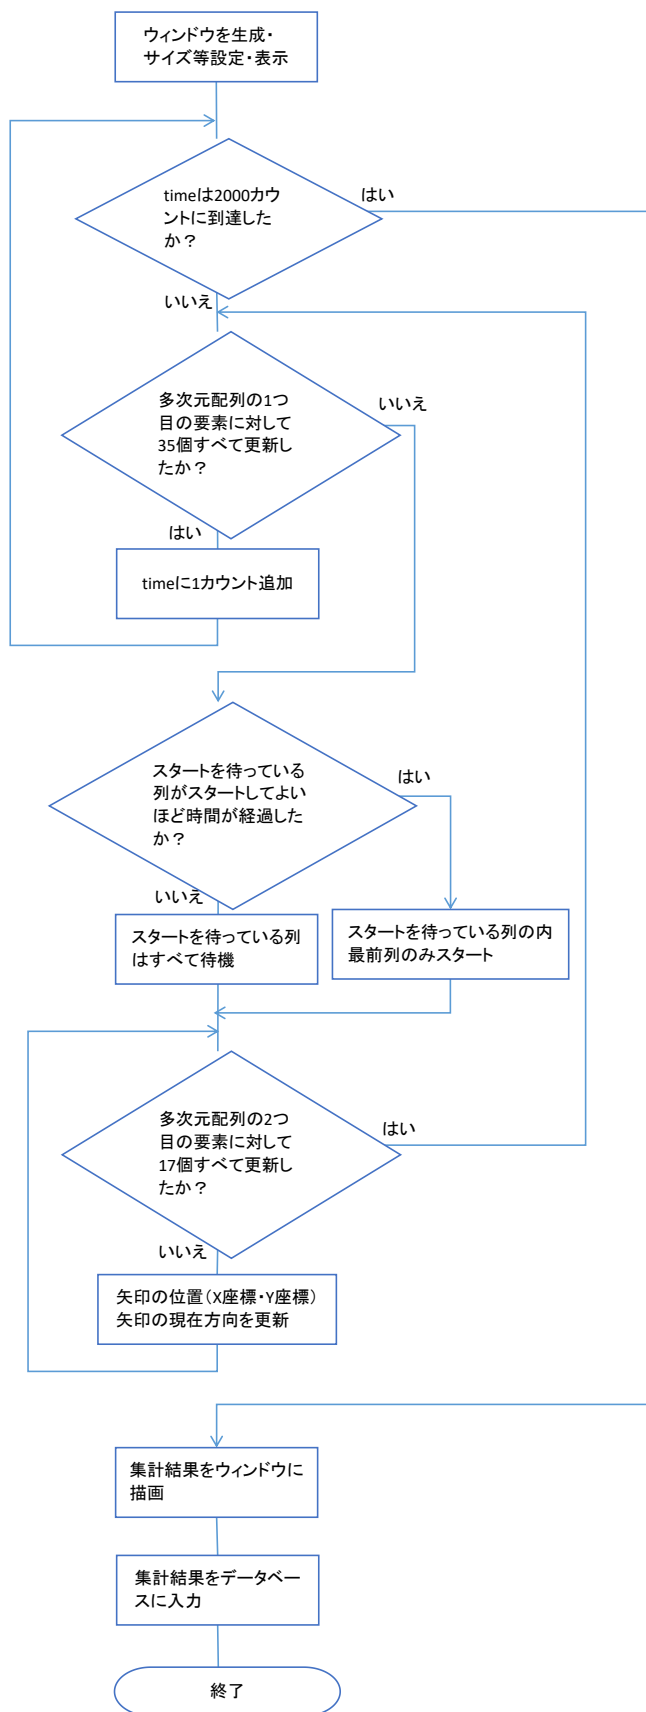 ウィンドウを生成・
サイズ等設定・表示
timeは2000カウ
ントに到達した
か？
はい
いいえ
多次元配列の1つ
目の要素に対して
35個すべて更新し
たか？
いいえ
はい
timeに1カウント追加
スタートを待っている
列がスタートしてよい
ほど時間が経過した
か？
はい
いいえ
スタートを待っている列
はすべて待機
スタートを待っている列の内
最前列のみスタート
多次元配列の2つ
目の要素に対して
17個すべて更新し
たか？
はい
いいえ
矢印の位置（X座標・Y座標）
矢印の現在方向を更新
集計結果をウィンドウに
描画
集計結果をデータベー
スに入力
終了